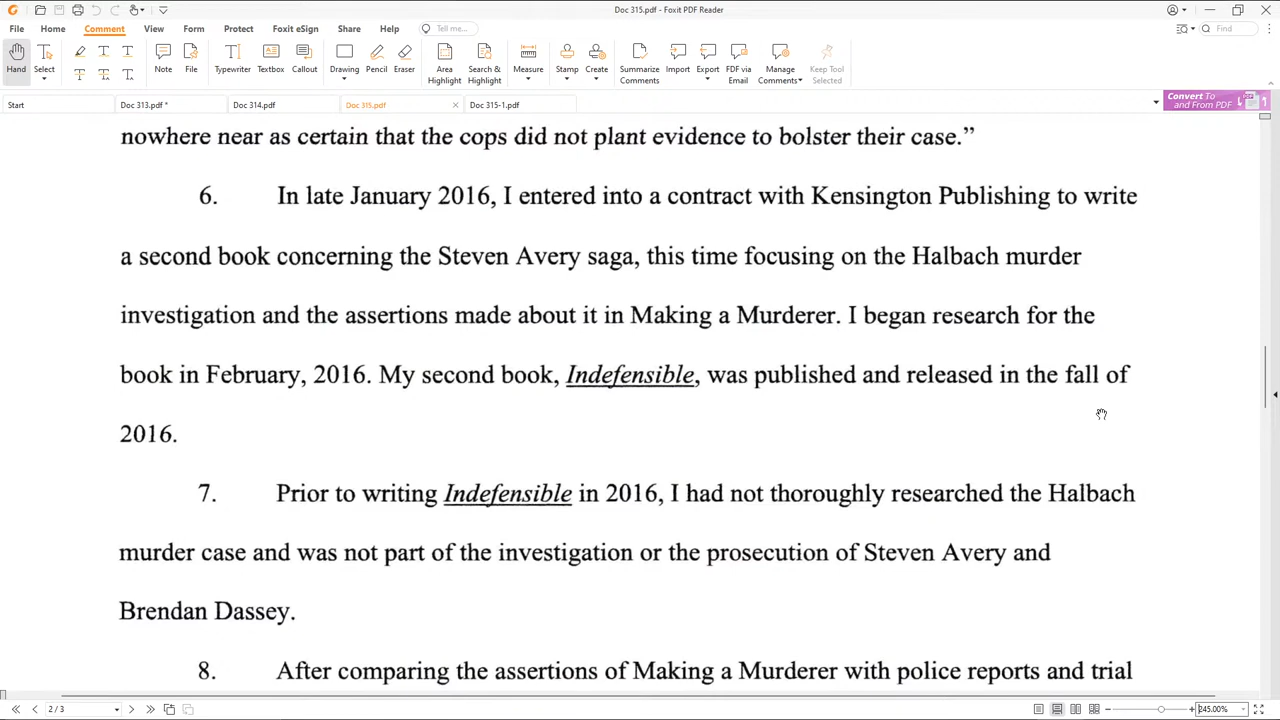 Doc 315.pdf - Foxit PDF Reader
File Home Comment View Form Protect Foxit eSign Share Help Tell me... Find
Hand Select Note File Typewriter Textbox Callout Drawing Pencil Eraser Area Highlight Search & Highlight Measure Stamp Create Summarize Comments Import Export FDF via Email Manage Comments Keep Tool Selected
Start Doc 313.pdf * Doc 314.pdf Doc 315.pdf Doc 315-1.pdf Convert To and From PDF
nowhere near as certain that the cops did not plant evidence to bolster their case.”
6. In late January 2016, I entered into a contract with Kensington Publishing to write
a second book concerning the Steven Avery saga, this time focusing on the Halbach murder
investigation and the assertions made about it in Making a Murderer. I began research for the
book in February, 2016. My second book, Indefensible, was published and released in the fall of
2016.
7. Prior to writing Indefensible in 2016, I had not thoroughly researched the Halbach
murder case and was not part of the investigation or the prosecution of Steven Avery and
Brendan Dassey.
8. After comparing the assertions of Making a Murderer with police reports and trial
2 / 3 245.00%